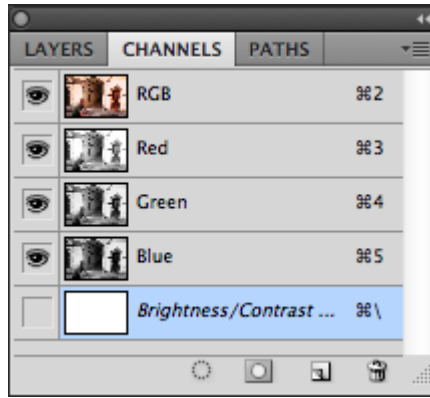 LAYERS CHANNELS PATHS
RGB ⌘2
Red ⌘3
Green ⌘4
Blue ⌘5
Brightness/Contrast ... ⌘\